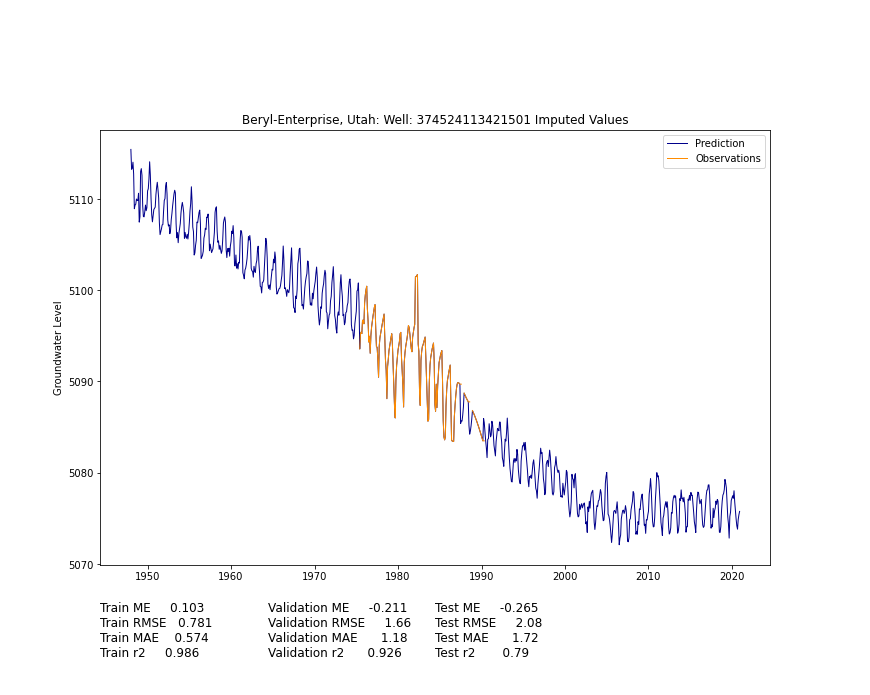 Beryl-Enterprise, Utah: Well: 374524113421501 Imputed Values
Prediction
Observations
Groundwater Level
5110
5100
5090
5080
5070
1950 1960 1970 1980 1990 2000 2010 2020
Train ME 0.103 Validation ME -0.211 Test ME -0.265
Train RMSE 0.781 Validation RMSE 1.66 Test RMSE 2.08
Train MAE 0.574 Validation MAE 1.18 Test MAE 1.72
Train r2 0.986 Validation r2 0.926 Test r2 0.79